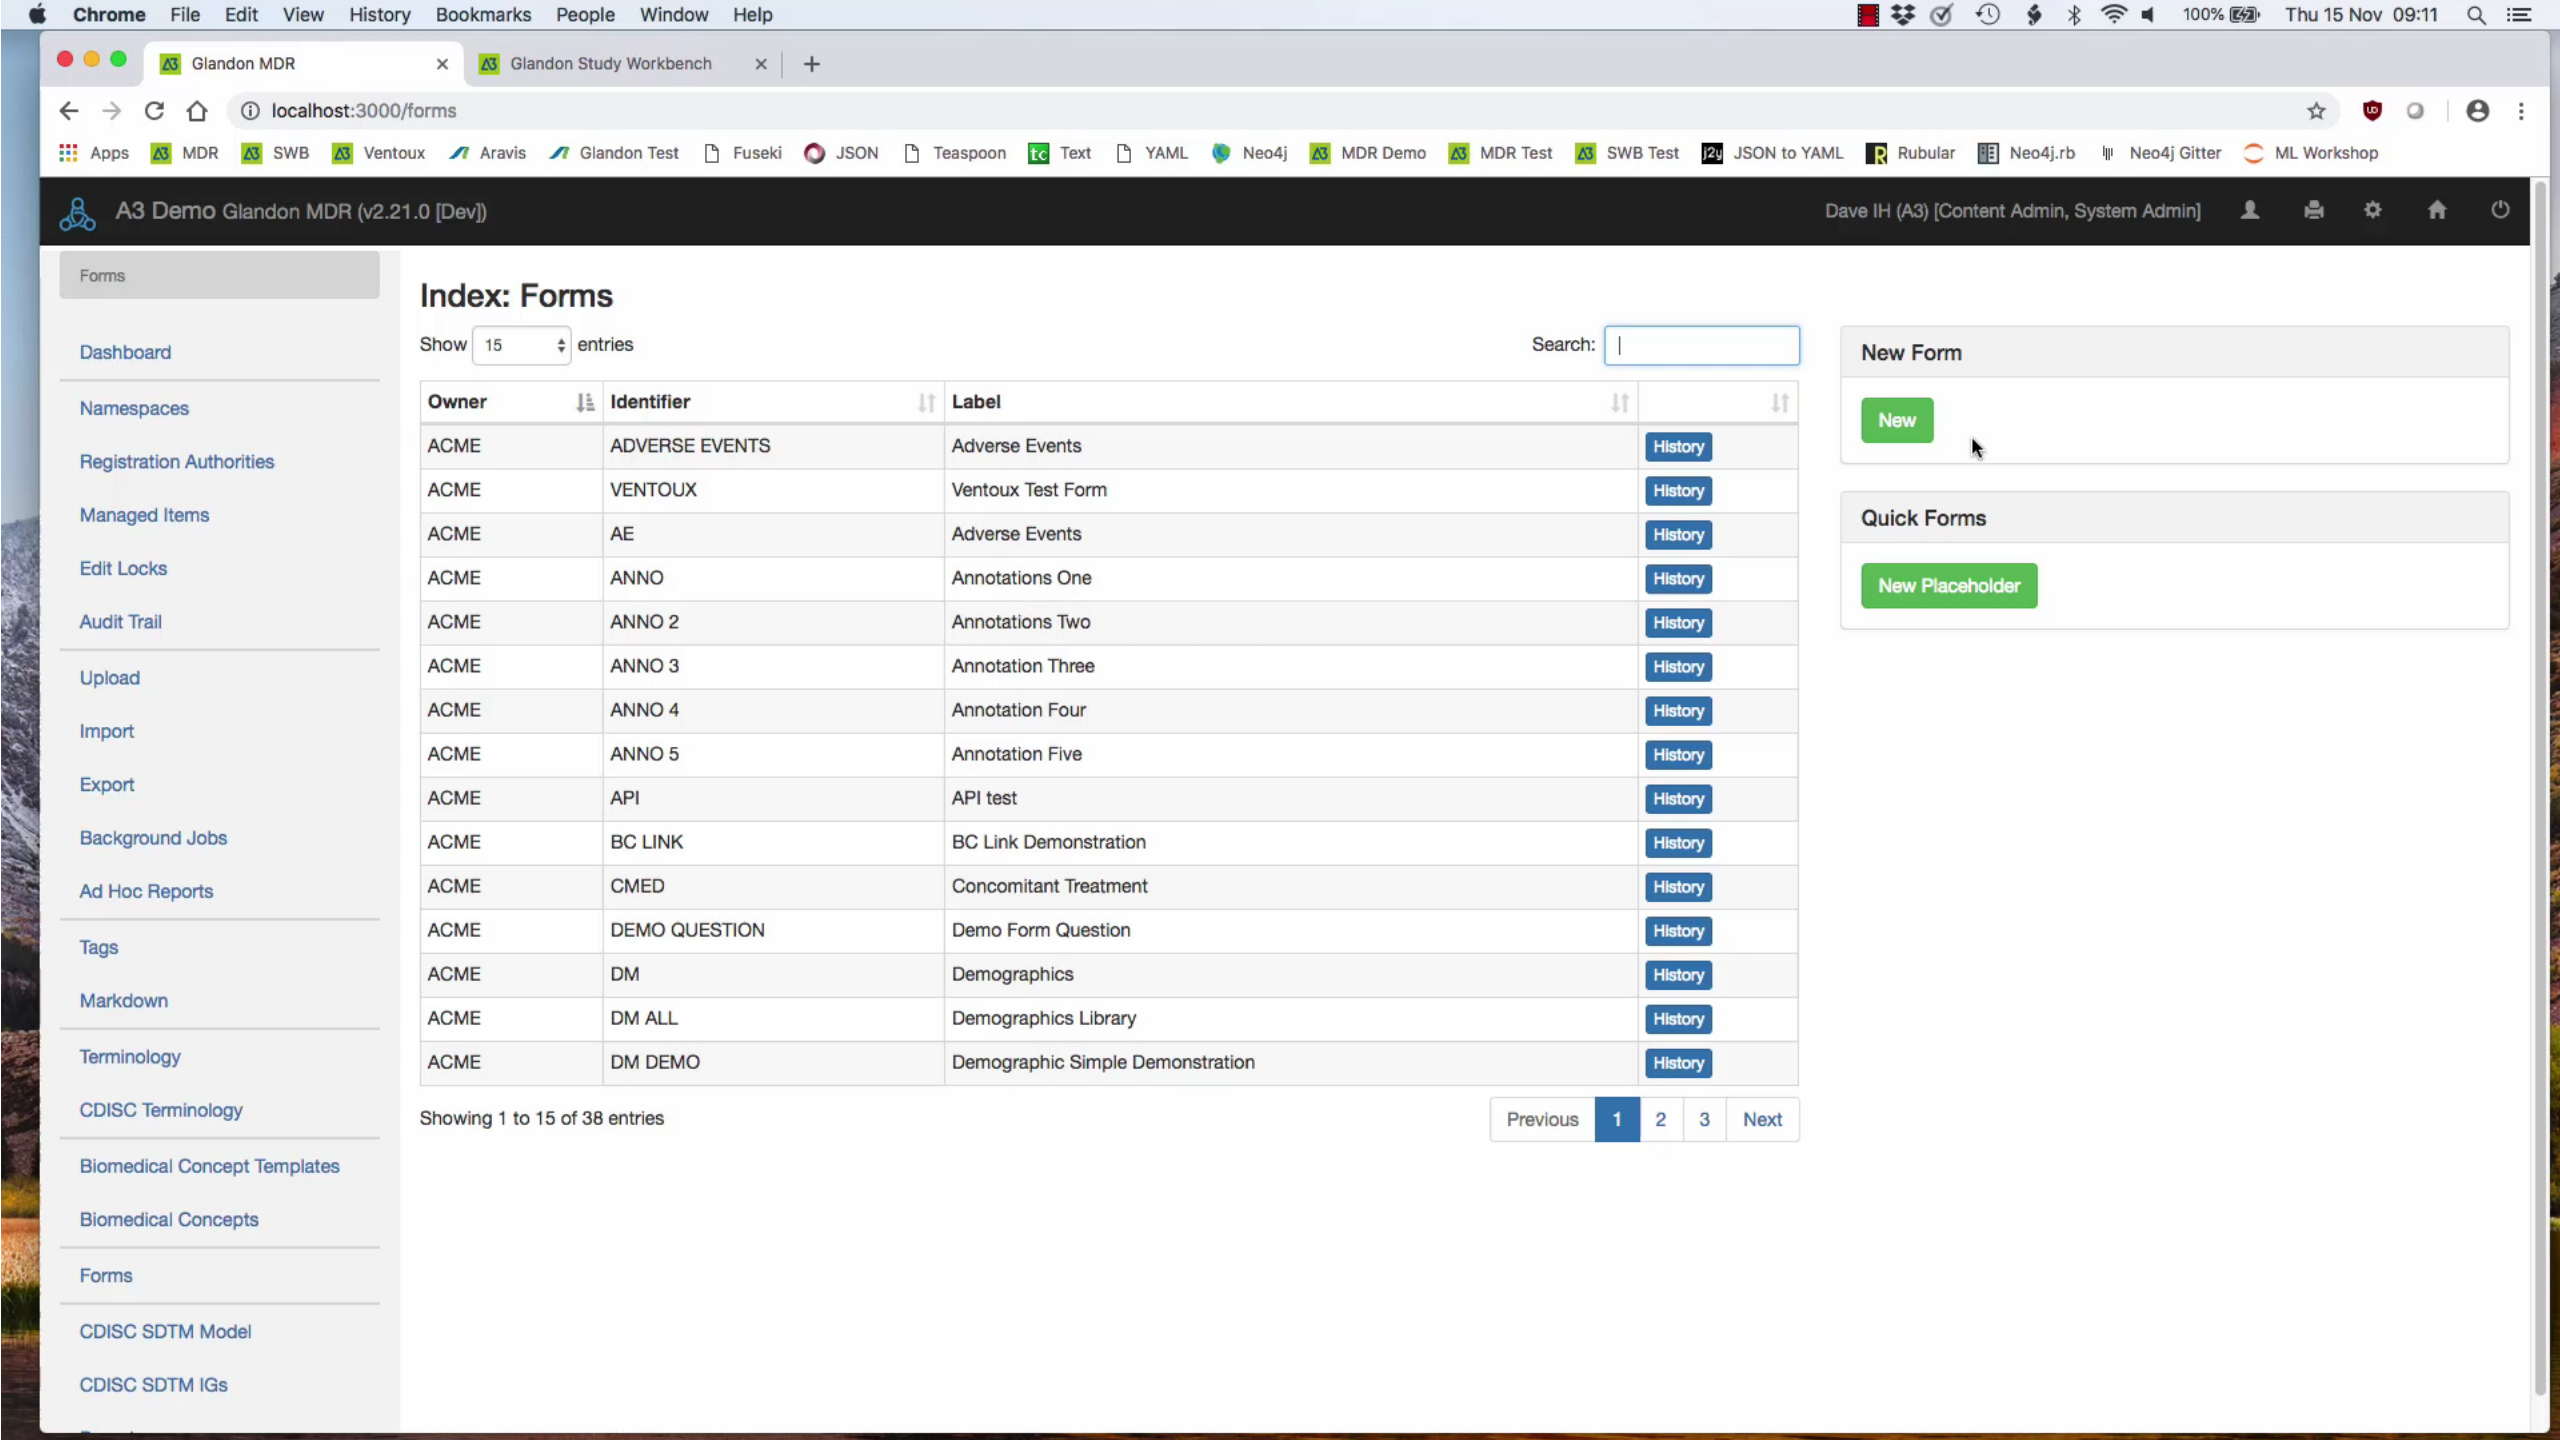 Chrome File Edit View History Bookmarks People Window Help 100% Thu 15 Nov 09:11
Glandon MDR Glandon Study Workbench
localhost:3000/forms
Apps MDR SWB Ventoux Aravis Glandon Test Fuseki JSON Teaspoon tc Text YAML Neo4j MDR Demo MDR Test SWB Test j2y JSON to YAML Rubular Neo4j.rb Neo4j Gitter ML Workshop
A3 Demo Glandon MDR (v2.21.0 [Dev]) Dave IH (A3) [Content Admin, System Admin]
Forms
Dashboard
Namespaces
Registration Authorities
Managed Items
Edit Locks
Audit Trail
Upload
Import
Export
Background Jobs
Ad Hoc Reports
Tags
Markdown
Terminology
CDISC Terminology
Biomedical Concept Templates
Biomedical Concepts
Forms
CDISC SDTM Model
CDISC SDTM IGs
Index: Forms
Show 15 entries Search:
Owner Identifier Label
ACME ADVERSE EVENTS Adverse Events History
ACME VENTOUX Ventoux Test Form History
ACME AE Adverse Events History
ACME ANNO Annotations One History
ACME ANNO 2 Annotations Two History
ACME ANNO 3 Annotation Three History
ACME ANNO 4 Annotation Four History
ACME ANNO 5 Annotation Five History
ACME API API test History
ACME BC LINK BC Link Demonstration History
ACME CMED Concomitant Treatment History
ACME DEMO QUESTION Demo Form Question History
ACME DM Demographics History
ACME DM ALL Demographics Library History
ACME DM DEMO Demographic Simple Demonstration History
Showing 1 to 15 of 38 entries Previous 1 2 3 Next
New Form
New
Quick Forms
New Placeholder